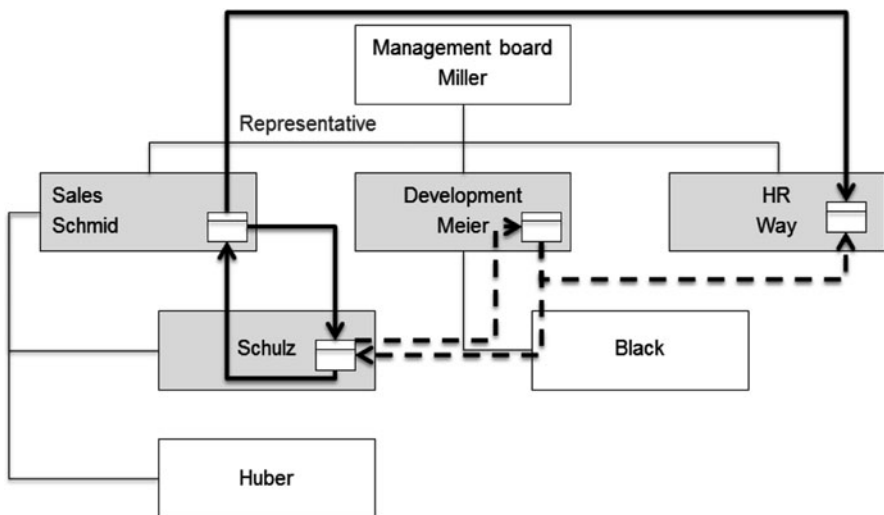 Management board
Miller
Representative
Sales
Schmid
Development
Meier
HR
Way
Schulz
Black
Huber